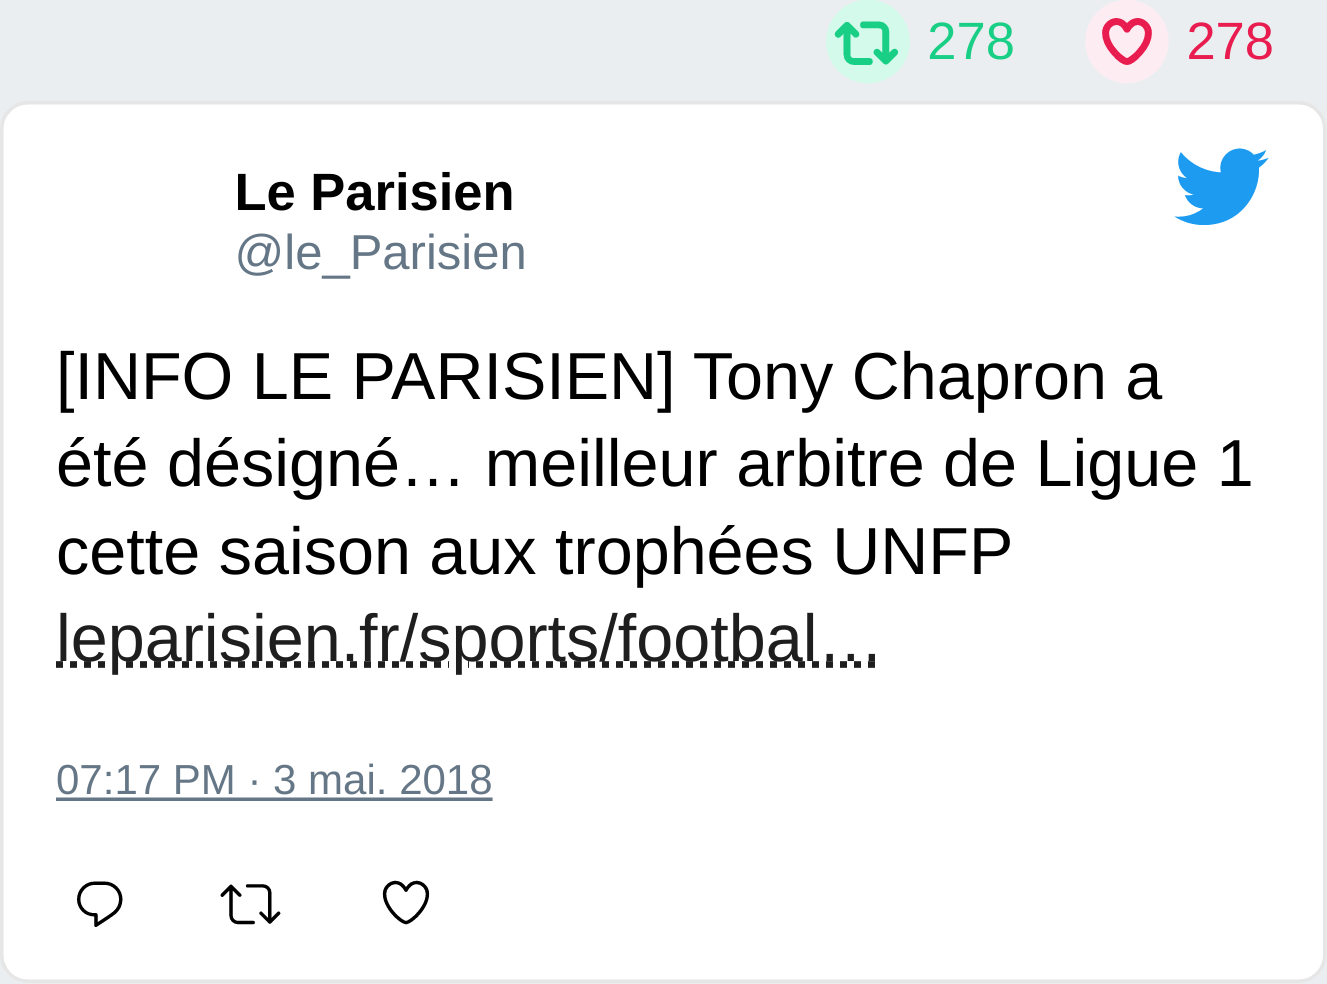 278 278
Le Parisien
@le_Parisien
[INFO LE PARISIEN] Tony Chapron a
été désigné… meilleur arbitre de Ligue 1
cette saison aux trophées UNFP
leparisien.fr/sports/footbal…
07:17 PM · 3 mai. 2018